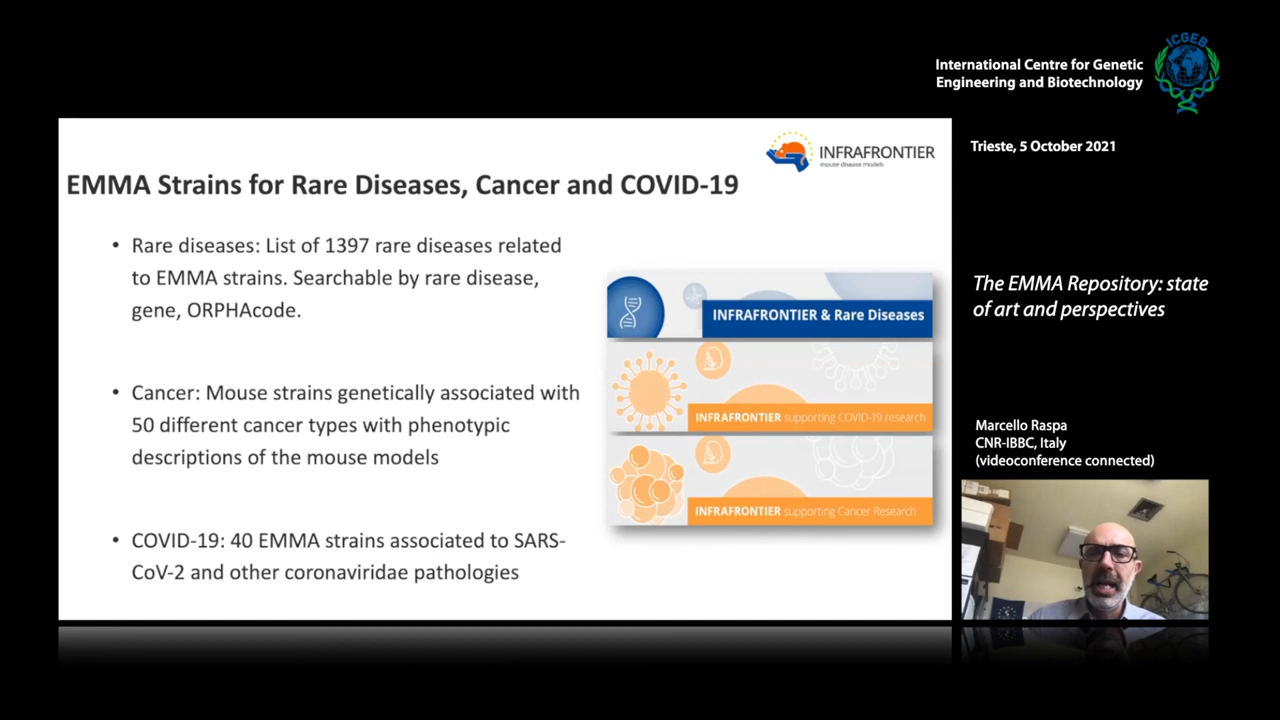 ICGEB
International Centre for Genetic
Engineering and Biotechnology
Trieste, 5 October 2021
INFRAFRONTIER
mouse disease models
EMMA Strains for Rare Diseases, Cancer and COVID-19
• Rare diseases: List of 1397 rare diseases related
to EMMA strains. Searchable by rare disease,
gene, ORPHAcode.
• Cancer: Mouse strains genetically associated with
50 different cancer types with phenotypic
descriptions of the mouse models
• COVID-19: 40 EMMA strains associated to SARS-
CoV-2 and other coronaviridae pathologies
INFRAFRONTIER & Rare Diseases
INFRAFRONTIER supporting COVID-19 research
INFRAFRONTIER supporting Cancer Research
The EMMA Repository: state
of art and perspectives
Marcello Raspa
CNR-IBBC, Italy
(videoconference connected)